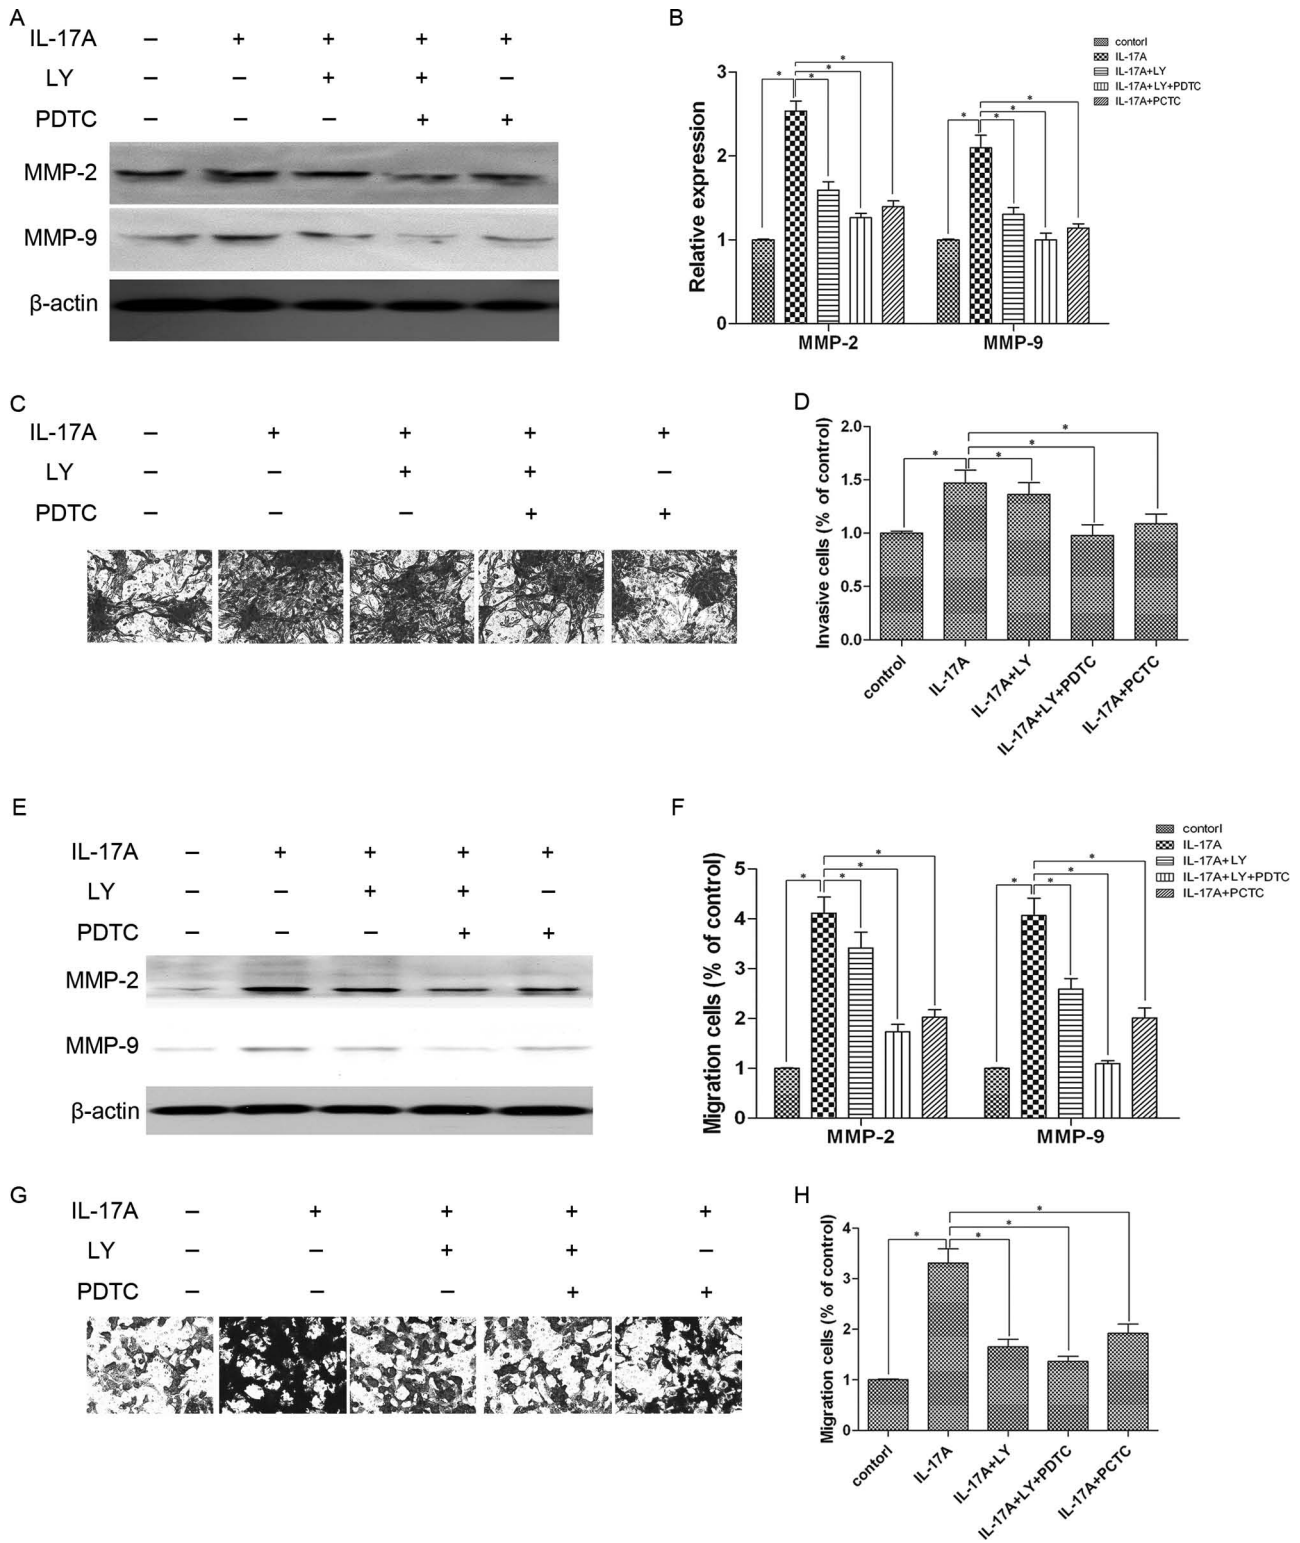 A
IL-17A − + + + +
LY − − + + −
PDTC − − − + +
MMP-2
MMP-9
β-actin
B
contorl
IL-17A
IL-17A+LY
IL-17A+LY+PDTC
IL-17A+PCTC
Relative expression
3
2
1
0
* * * *
* * * *
MMP-2 MMP-9
C
IL-17A − + + + +
LY − − + + −
PDTC − − − + +
D
Invasive cells (% of control)
2.0
1.5
1.0
0.5
0.0
* * * *
control
IL-17A
IL-17A+LY
IL-17A+LY+PDTC
IL-17A+PCTC
E
IL-17A − + + + +
LY − − + + −
PDTC − − − + +
MMP-2
MMP-9
β-actin
F
contorl
IL-17A
IL-17A+LY
IL-17A+LY+PDTC
IL-17A+PCTC
Migration cells (% of control)
5
4
3
2
1
0
* * * *
* * * *
MMP-2 MMP-9
G
IL-17A − + + + +
LY − − + + −
PDTC − − − + +
H
Migration cells (% of control)
4
3
2
1
0
* * * *
contorl
IL-17A
IL-17A+LY
IL-17A+LY+PDTC
IL-17A+PCTC